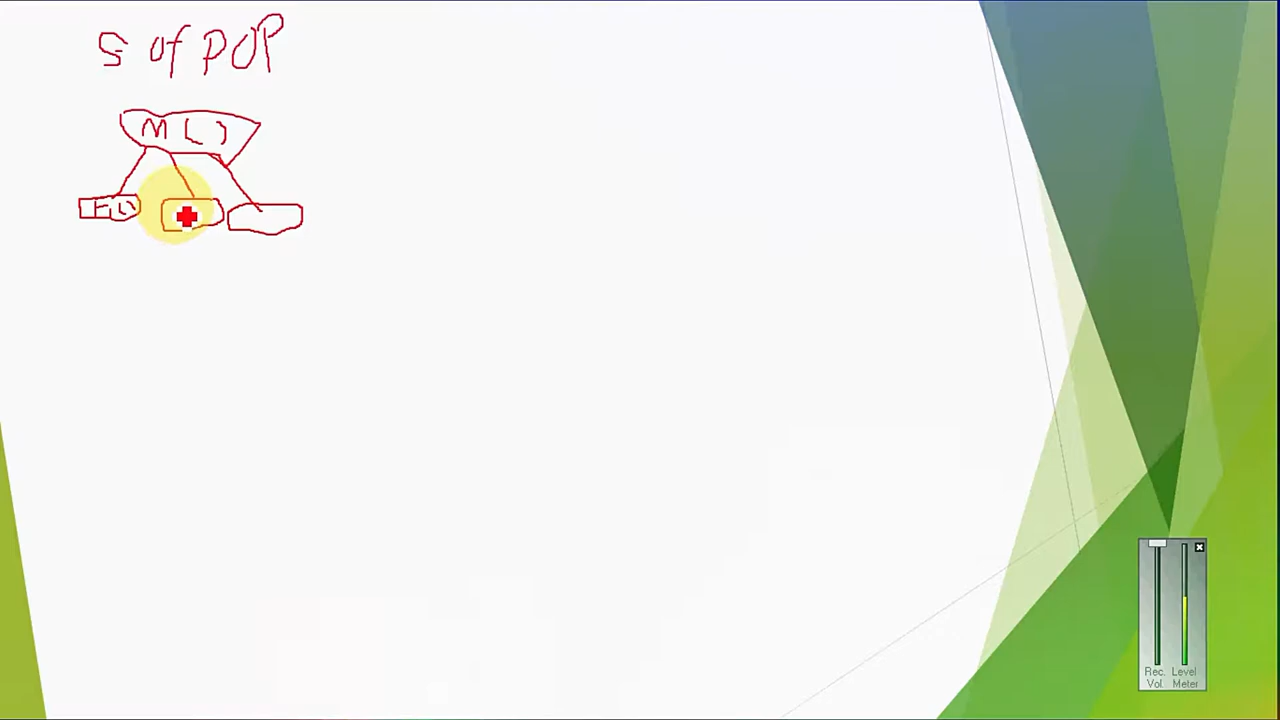 S of POP
M ( )
F()
Rec. Level
Vol. Meter